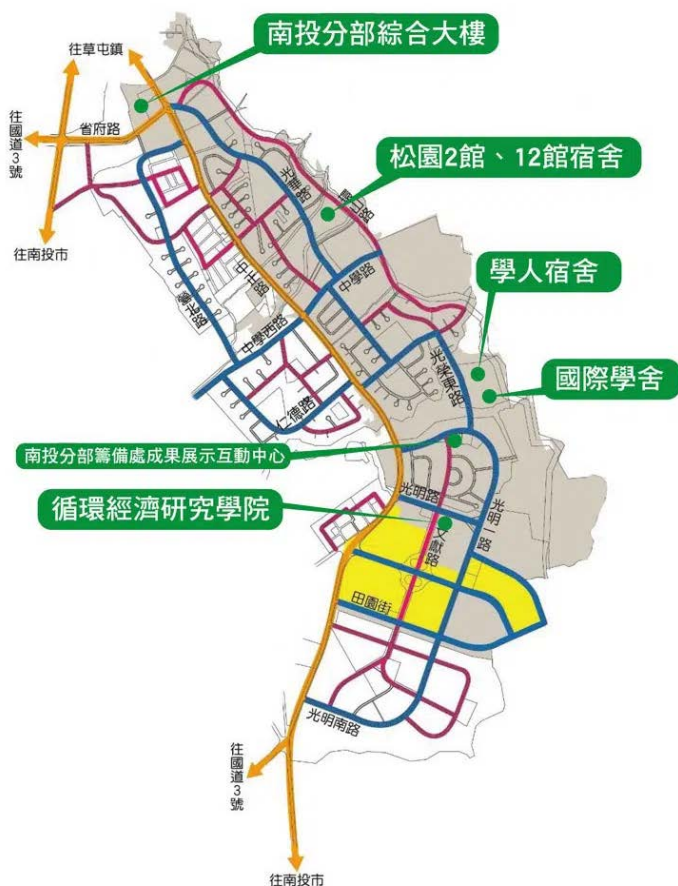 南投分部綜合大樓
往草屯鎮
往國道3號
省府路
光華路
松園2館、12館宿舍
往南投市
中正路
中學路
學人宿舍
中學西路
光榮東路
國際學舍
仁德路
南投分部籌備處成果展示互動中心
循環經濟研究學院
光明路
光明一路
文獻路
田園街
光明南路
往國道3號
往南投市